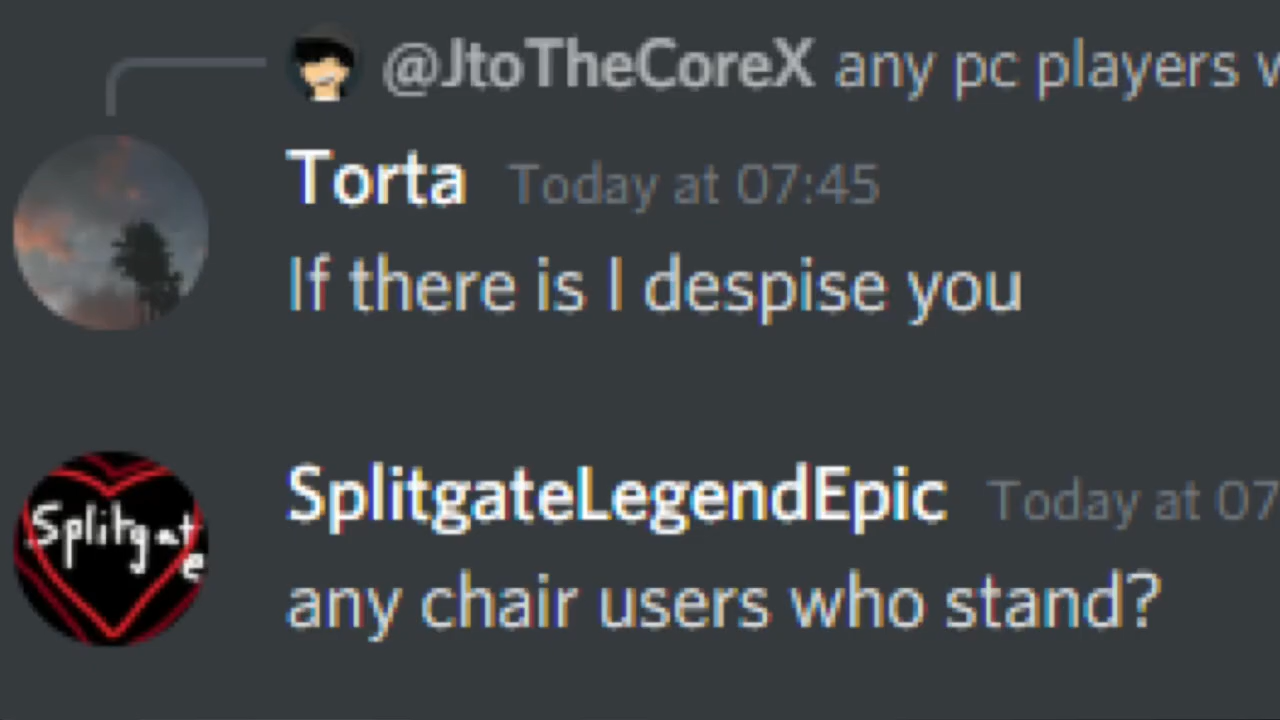 @JtoTheCoreX any pc players
Torta Today at 07:45
If there is I despise you
SplitgateLegendEpic Today at 07
Splitgate
any chair users who stand?